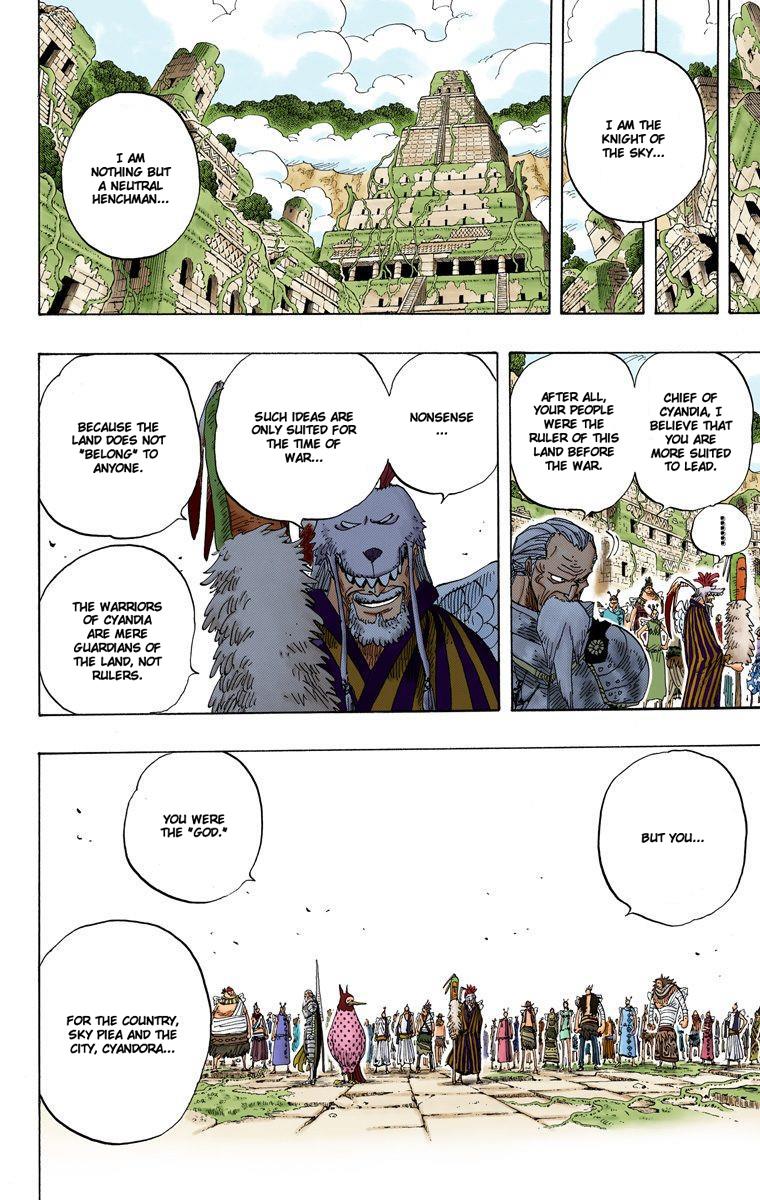 I AM THE
KNIGHT OF
THE SKY...
I AM
NOTHING BUT
A NEUTRAL
HENCHMAN...
CHIEF OF
CYANDIA, I
BELIEVE THAT
YOU ARE
MORE SUITED
TO LEAD.
AFTER ALL,
YOUR PEOPLE
WERE THE
RULER OF THIS
LAND BEFORE
THE WAR.
......
NONSENSE
...
SUCH IDEAS ARE
ONLY SUITED FOR
THE TIME OF
WAR...
BECAUSE THE
LAND DOES NOT
"BELONG" TO
ANYONE.
THE WARRIORS
OF CYANDIA
ARE MERE
GUARDIANS OF
THE LAND, NOT
RULERS.
BUT YOU...
YOU WERE
THE "GOD."
FOR THE COUNTRY,
SKY PIEA AND THE
CITY, CYANDORA...